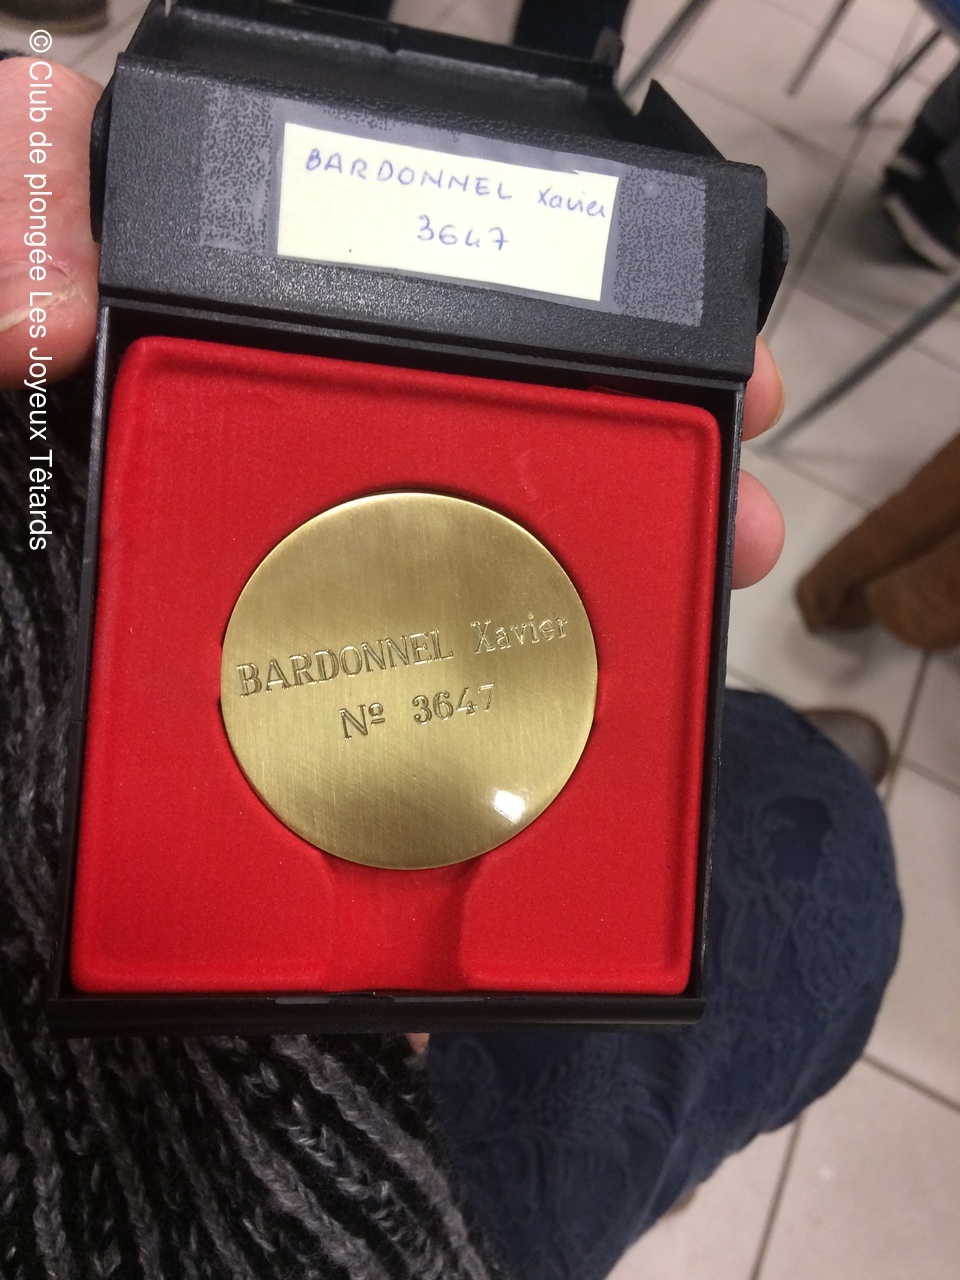 BARDONNEL Xavier
3647
BARDONNEL Xavier
Nº 3647
© Club de plongée Les Joyeux Têtards